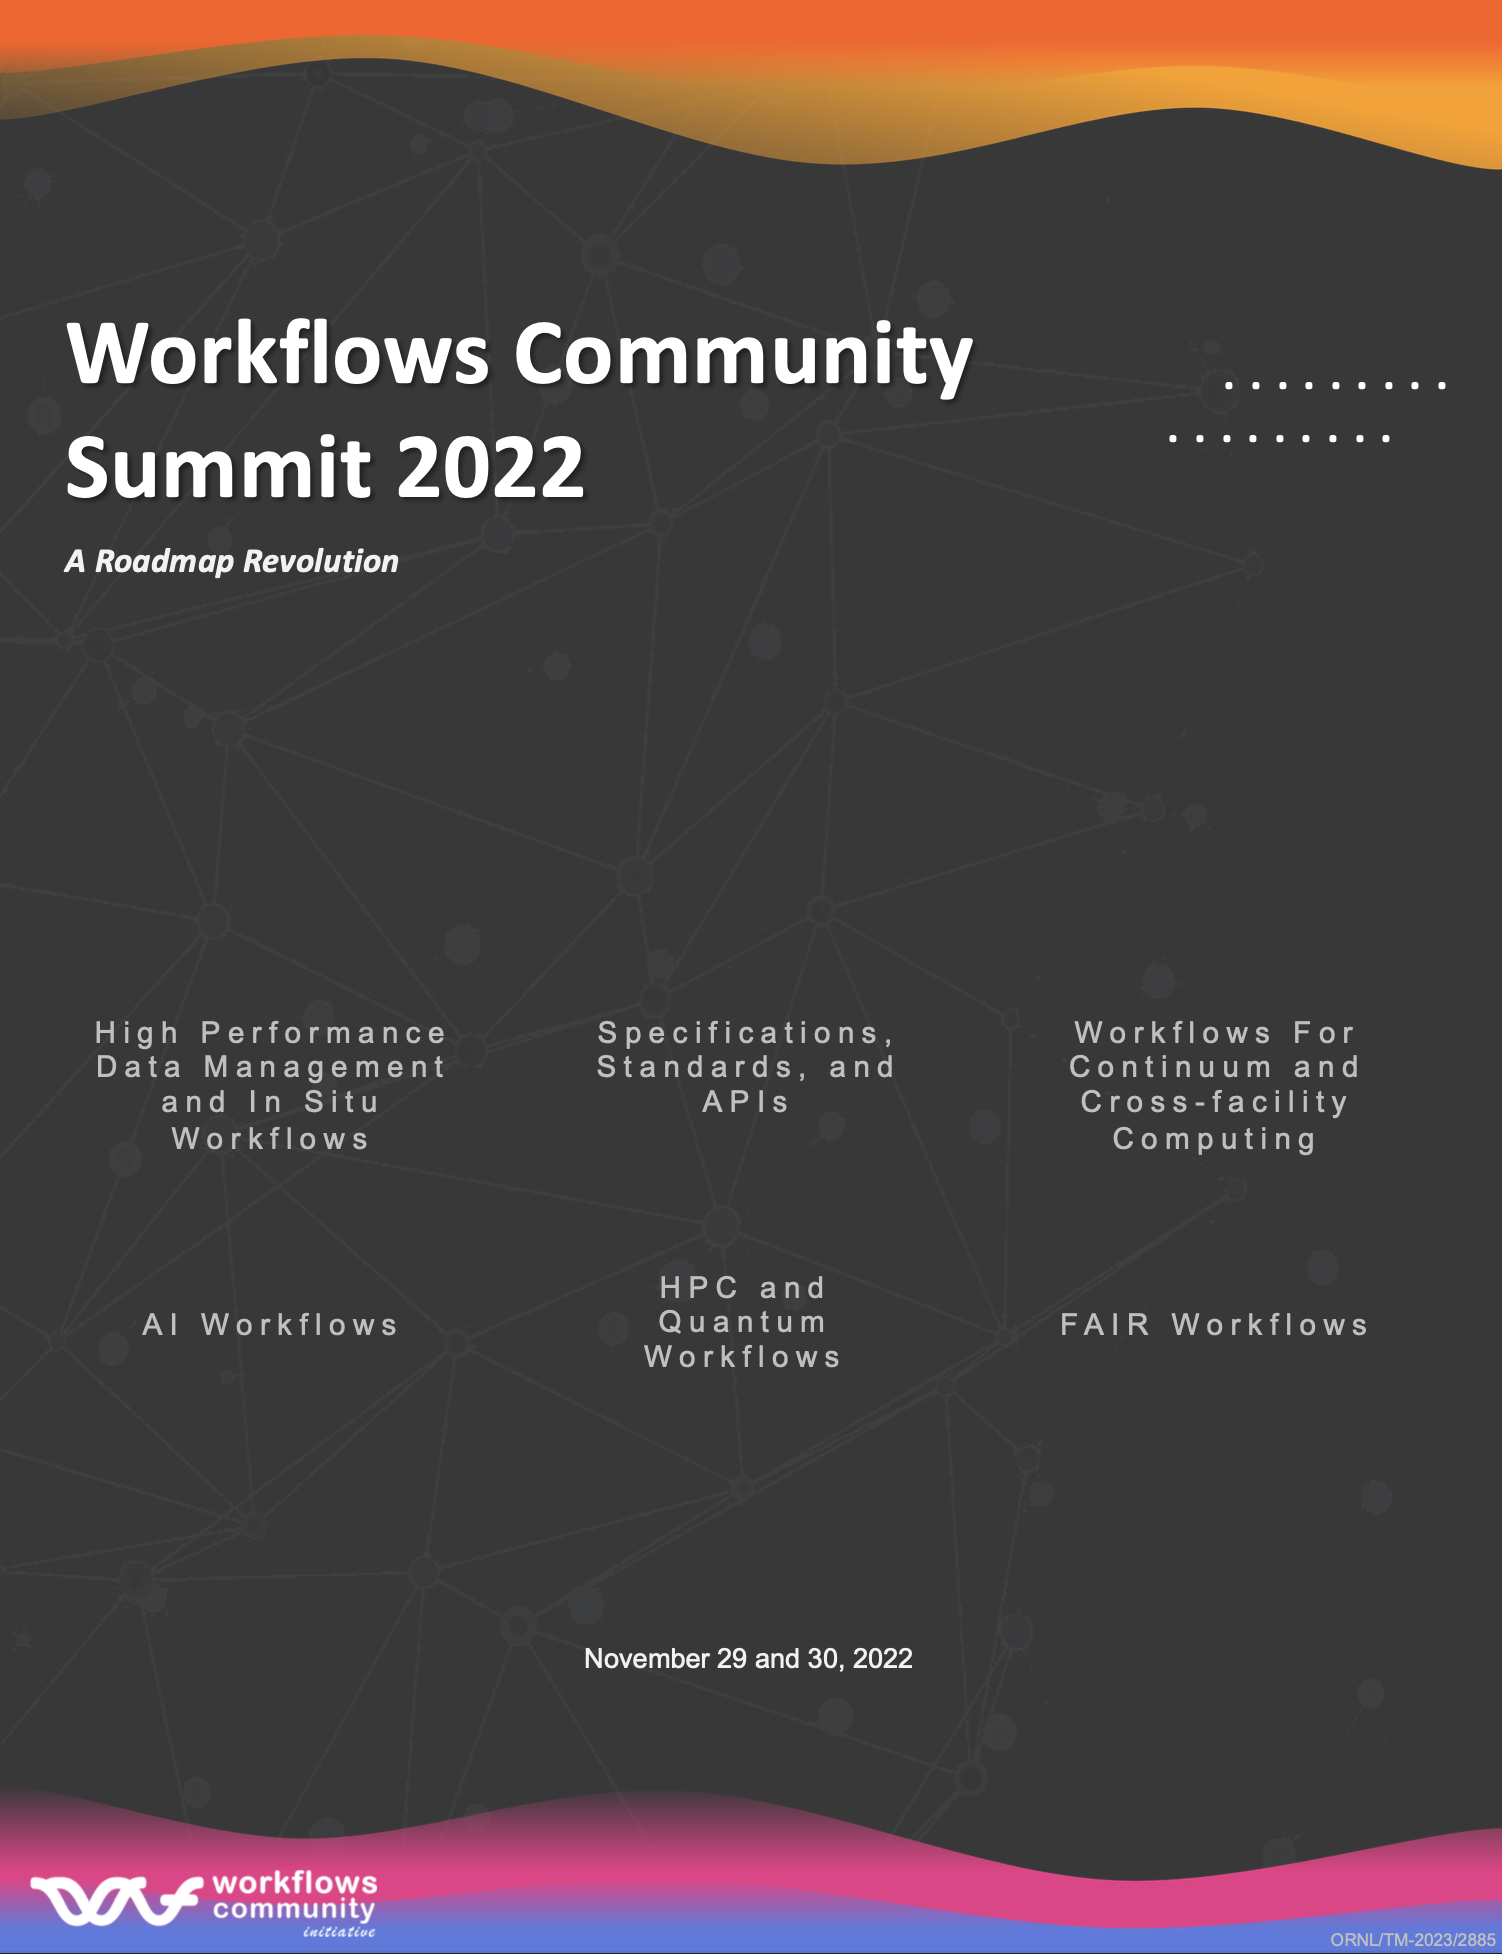 Workflows Community
Summit 2022
A Roadmap Revolution
High Performance
Data Management
and In Situ
Workflows
Specifications,
Standards, and
APIs
Workflows For
Continuum and
Cross-facility
Computing
AI Workflows
HPC and
Quantum
Workflows
FAIR Workflows
November 29 and 30, 2022
workflows
community
initiative
ORNL/TM-2023/2885